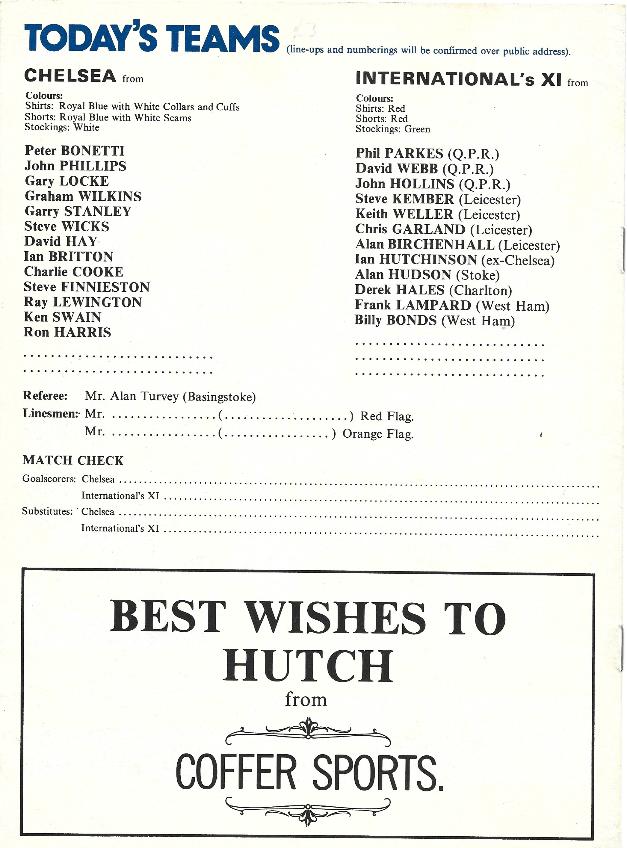 TODAY'S TEAMS (line-ups and numberings will be confirmed over public address).
CHELSEA from
Colours:
Shirts: Royal Blue with White Collars and Cuffs
Shorts: Royal Blue with White Seams
Stockings: White
Peter BONETTI
John PHILLIPS
Gary LOCKE
Graham WILKINS
Garry STANLEY
Steve WICKS
David HAY
Ian BRITTON
Charlie COOKE
Steve FINNIESTON
Ray LEWINGTON
Ken SWAIN
Ron HARRIS
INTERNATIONAL's XI from
Colours:
Shirts: Red
Shorts: Red
Stockings: Green
Phil PARKES (Q.P.R.)
David WEBB (Q.P.R.)
John HOLLINS (Q.P.R.)
Steve KEMBER (Leicester)
Keith WELLER (Leicester)
Chris GARLAND (Leicester)
Alan BIRCHENHALL (Leicester)
Ian HUTCHINSON (ex-Chelsea)
Alan HUDSON (Stoke)
Derek HALES (Charlton)
Frank LAMPARD (West Ham)
Billy BONDS (West Ham)
Referee: Mr. Alan Turvey (Basingstoke)
Linesmen: Mr. .................(....................) Red Flag.
Mr. .................(.................) Orange Flag.
MATCH CHECK
Goalscorers: Chelsea
International's XI
Substitutes: Chelsea
International's XI
BEST WISHES TO
HUTCH
from
COFFER SPORTS.